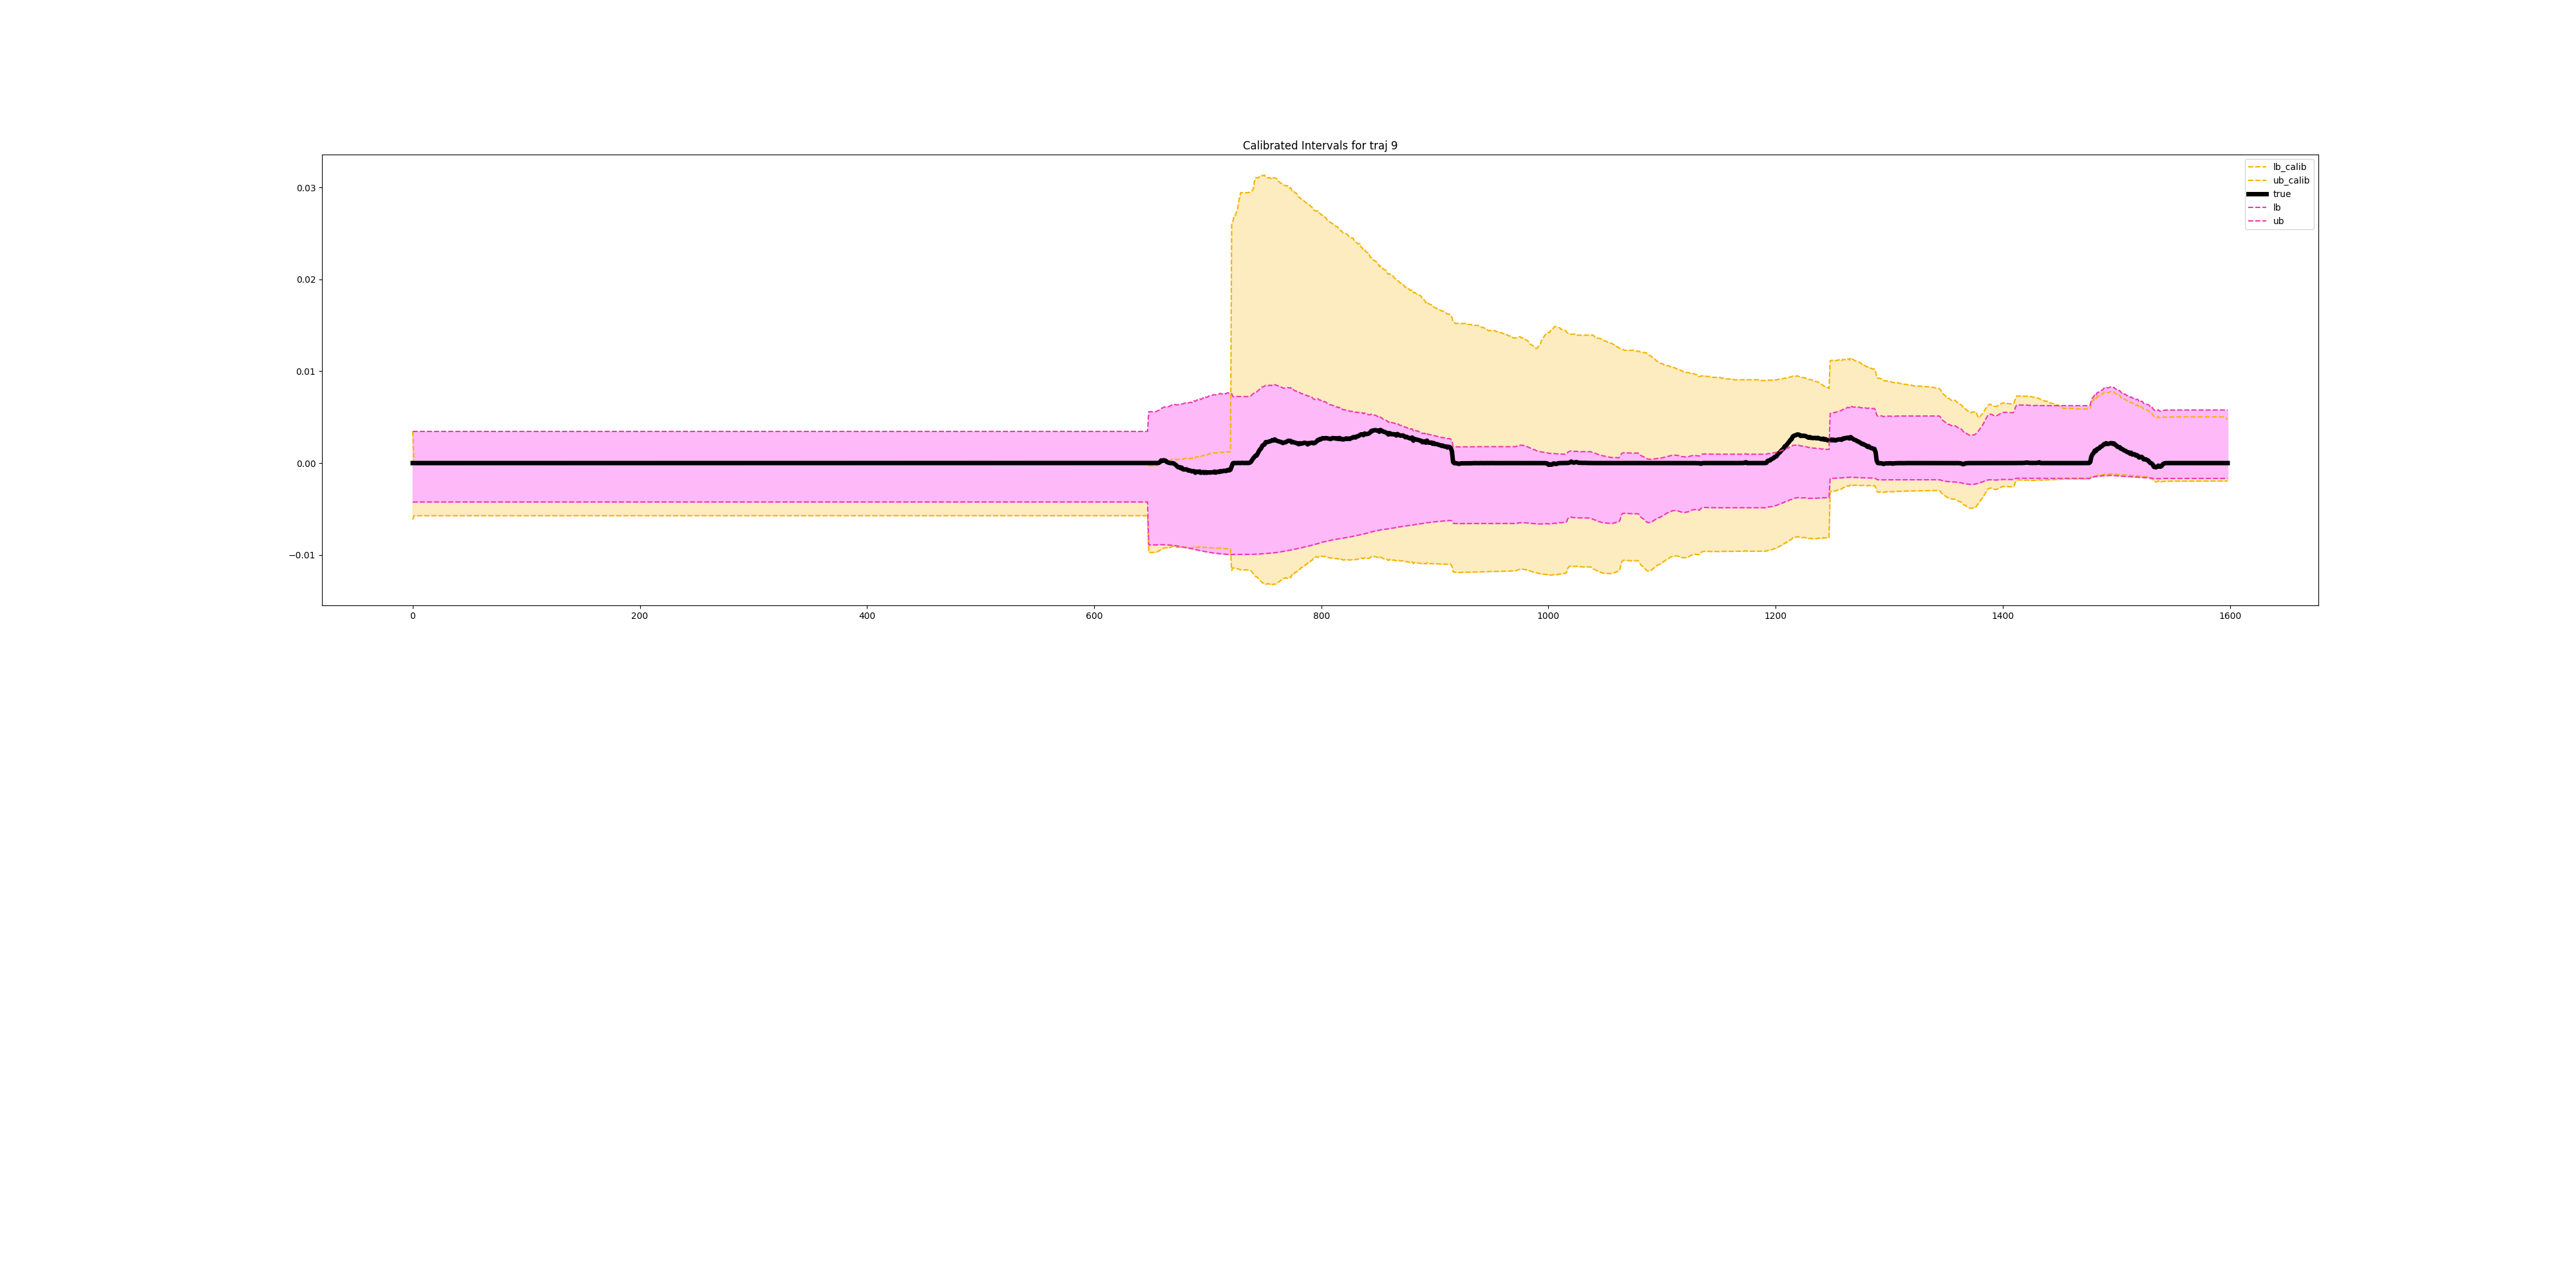 Calibrated Intervals for traj 9
lb_calib
ub_calib
true
lb
ub
0.03
0.02
0.01
0.00
−0.01
0 200 400 600 800 1000 1200 1400 1600